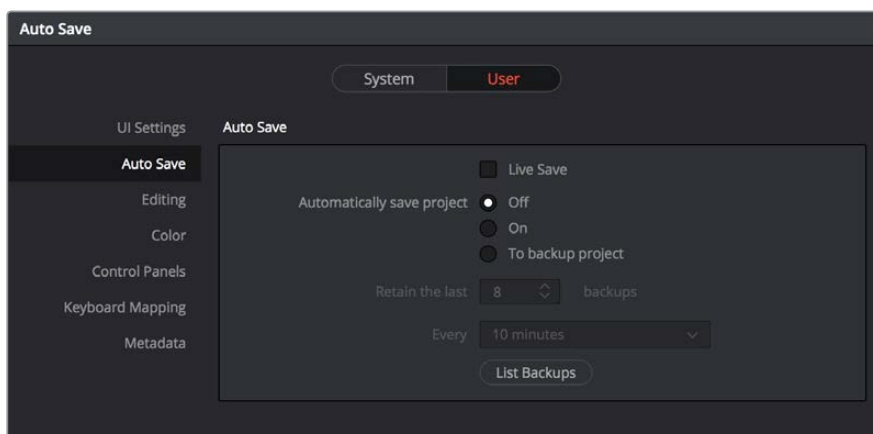 Auto Save
System User
UI Settings
Auto Save
Editing
Color
Control Panels
Keyboard Mapping
Metadata
Auto Save
Live Save
Automatically save project Off
On
To backup project
Retain the last 8 backups
Every 10 minutes
List Backups